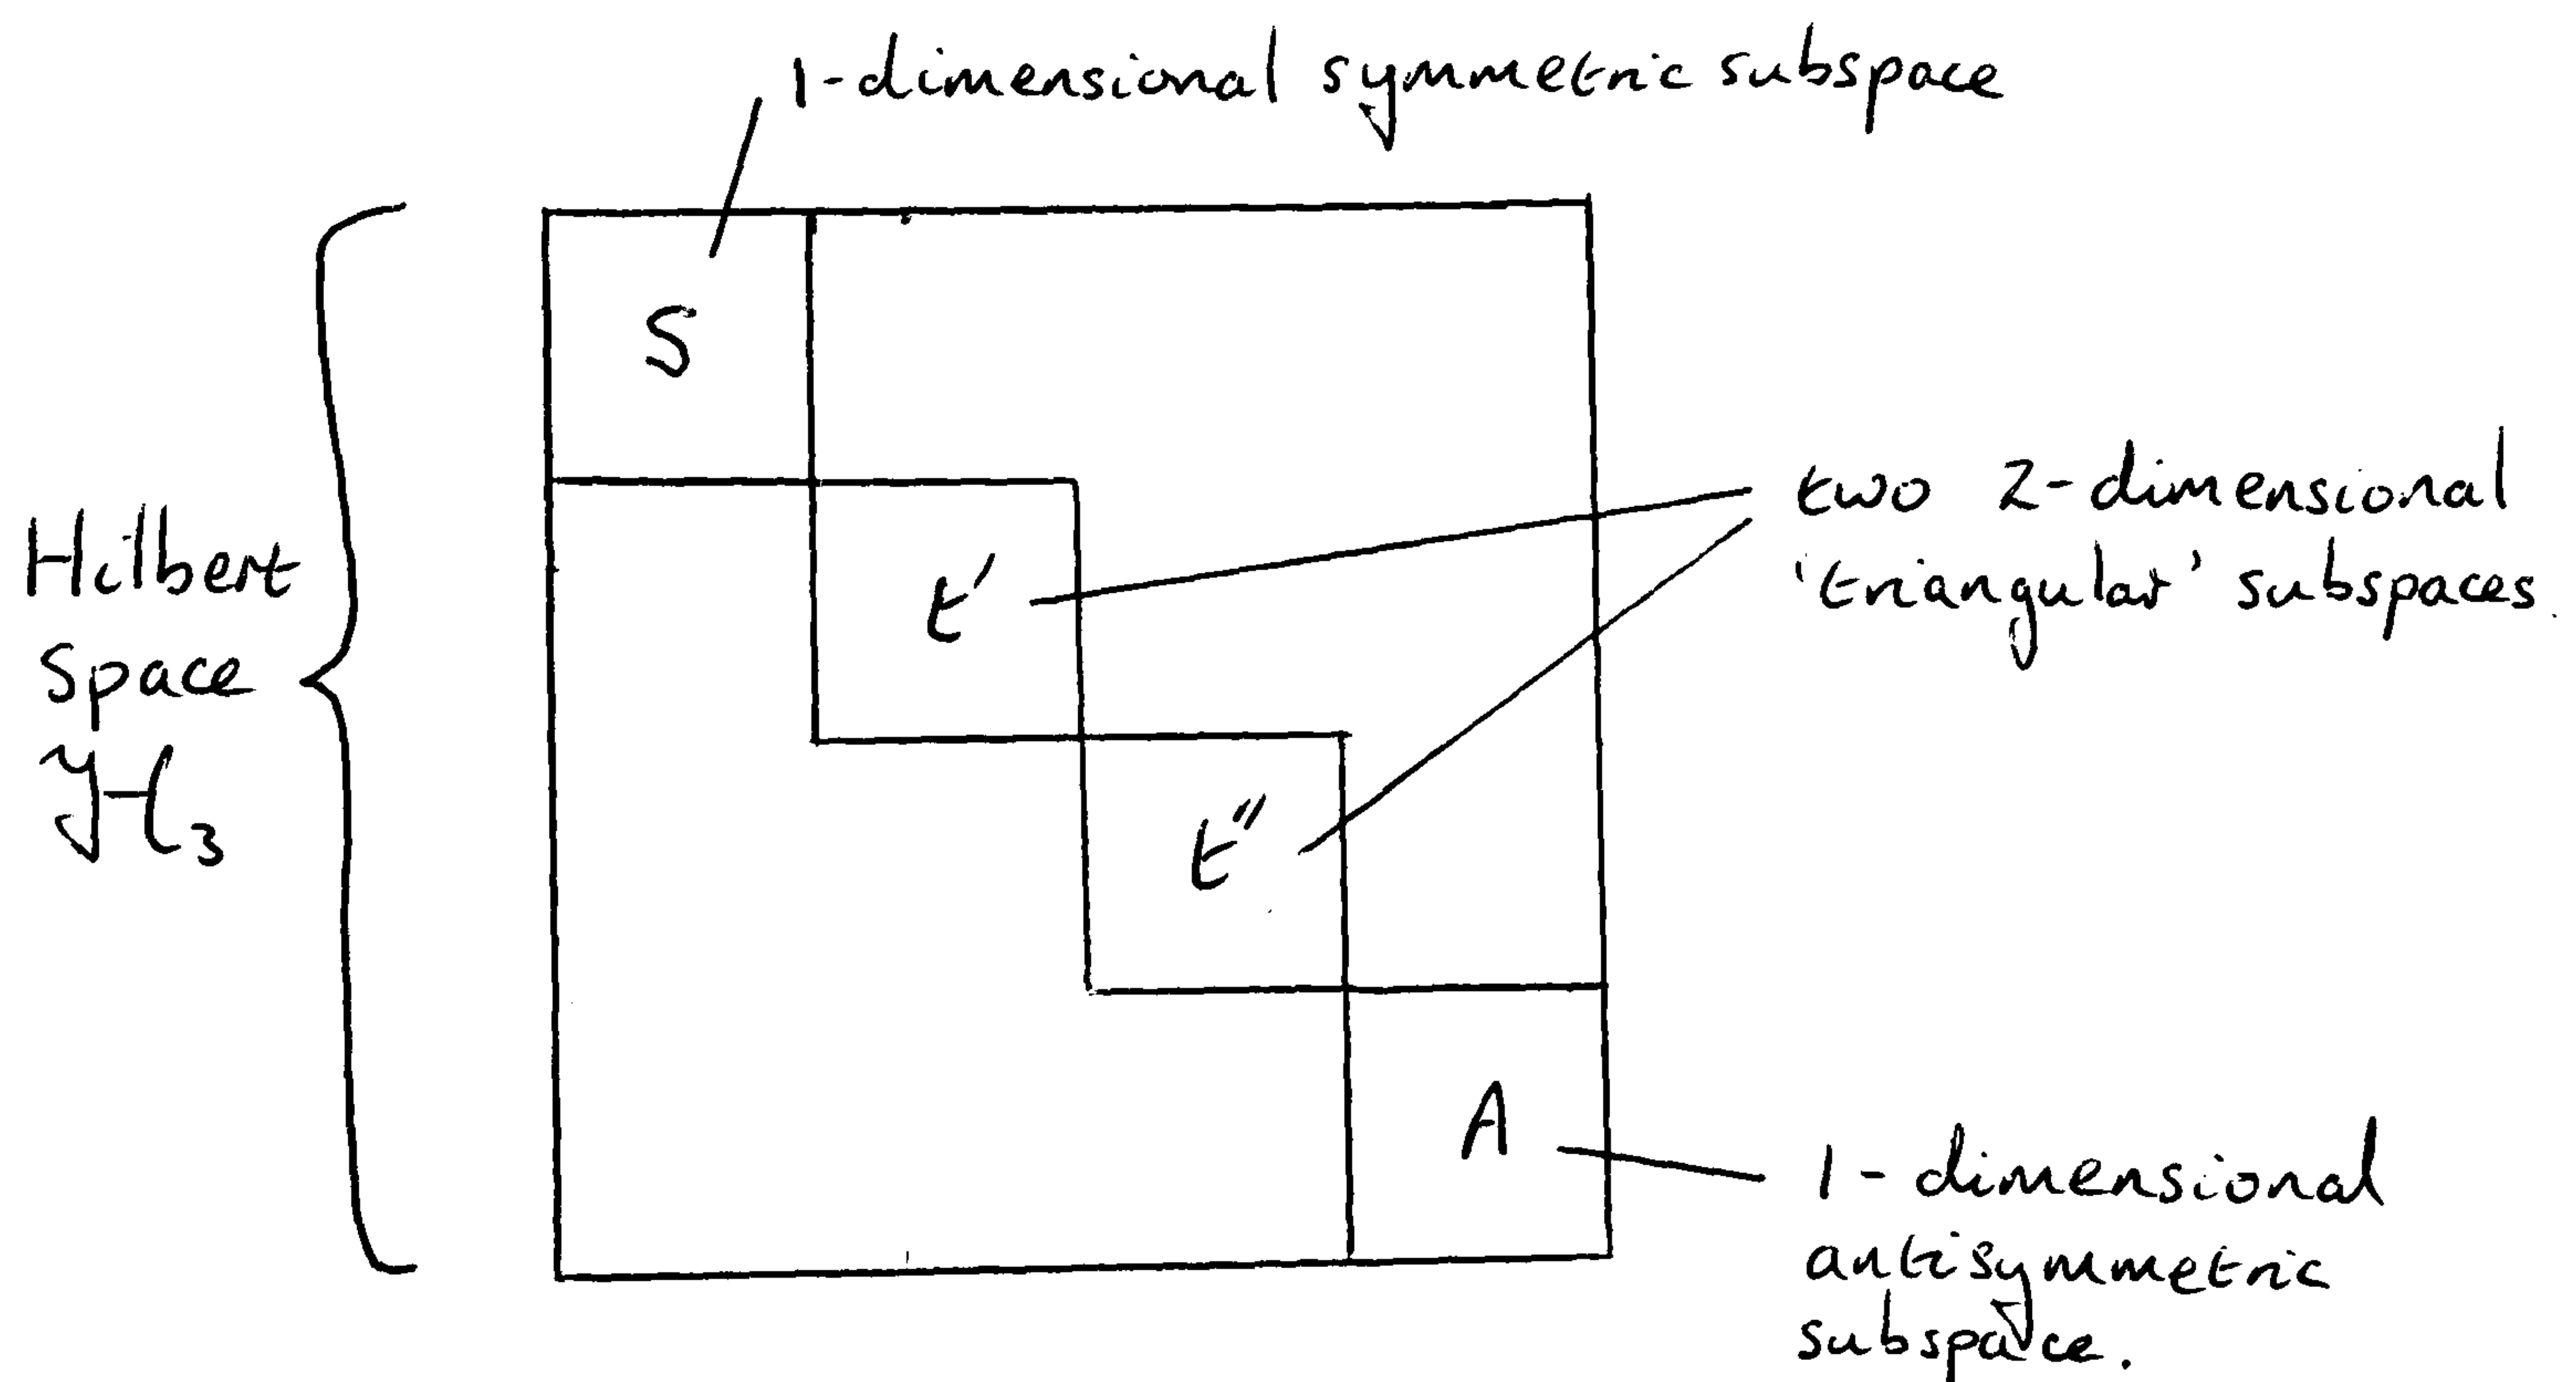 1-dimensional symmetric subspace
S
Hilbert
Space
ℋ₃
t′
t″
two 2-dimensional
'triangular' subspaces.
A
1-dimensional
antisymmetric
subspace.